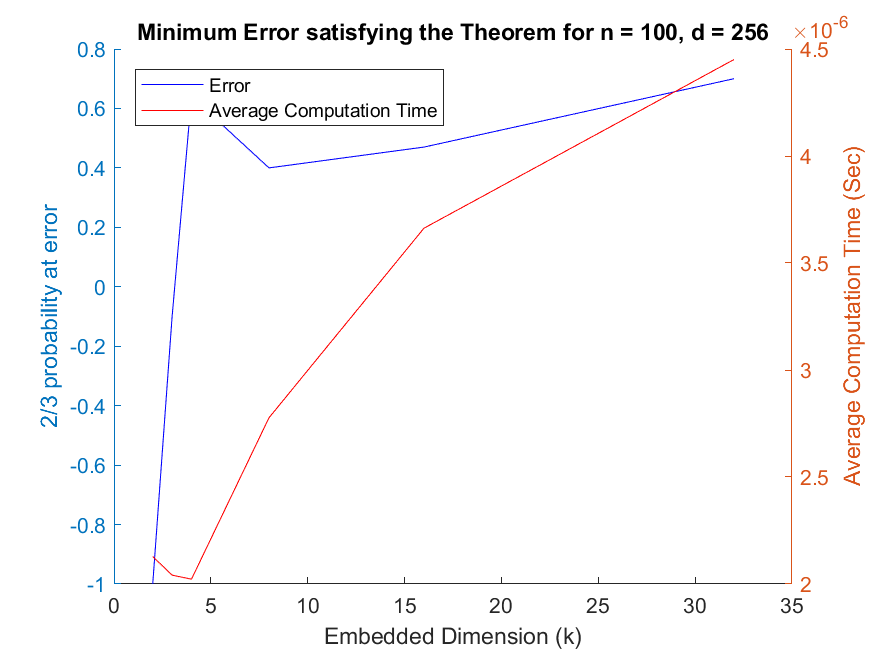 Minimum Error satisfying the Theorem for n = 100, d = 256
×10-6
Error
Average Computation Time
0.8
0.6
0.4
0.2
0
-0.2
-0.4
-0.6
-0.8
-1
2/3 probability at error
4.5
4
3.5
3
2.5
2
Average Computation Time (Sec)
0 5 10 15 20 25 30 35
Embedded Dimension (k)